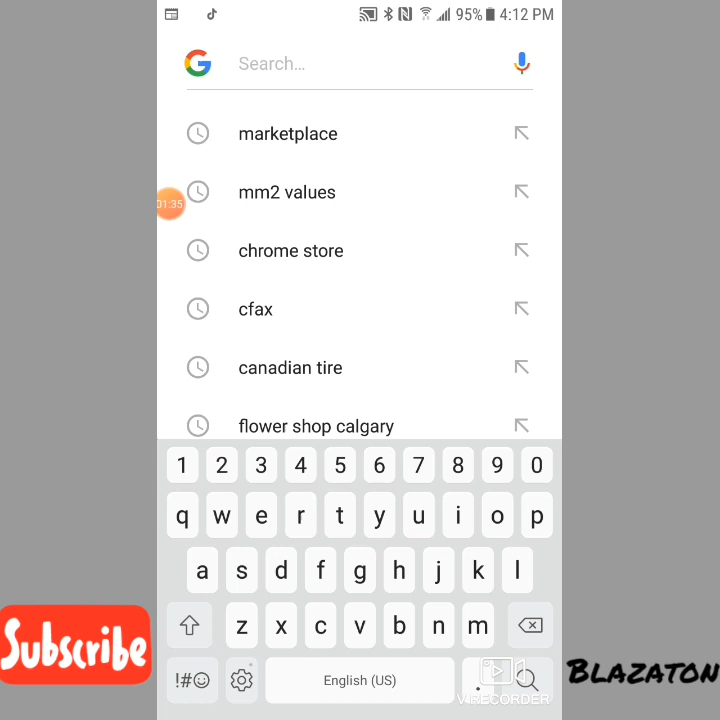 95% 4:12 PM
Search...
marketplace
mm2 values
01:35
chrome store
cfax
canadian tire
flower shop calgary
1 2 3 4 5 6 7 8 9 0
q w e r t y u i o p
a s d f g h j k l
z x c v b n m
!#☺ English (US) .
VIRECORDER
Subscribe
BLAZATON